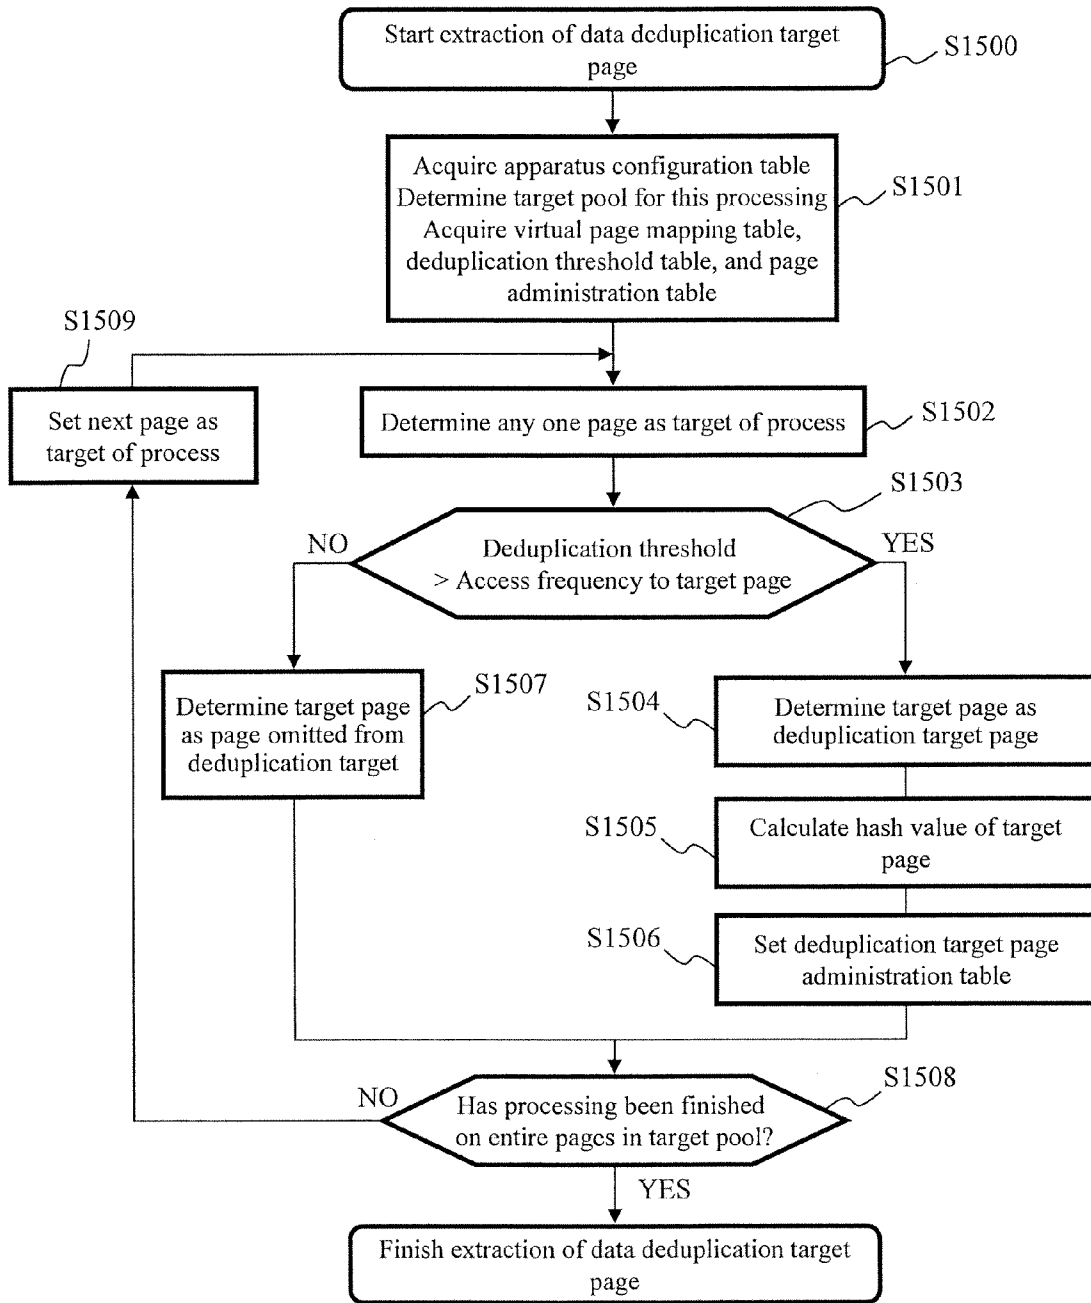 Start extraction of data deduplication target
page
S1500
Acquire apparatus configuration table
Determine target pool for this processing
Acquire virtual page mapping table,
deduplication threshold table, and page
administration table
S1501
S1509
Set next page as
target of process
Determine any one page as target of process
S1502
S1503
NO
Deduplication threshold
> Access frequency to target page
YES
S1507
Determine target page
as page omitted from
deduplication target
S1504
Determine target page as
deduplication target page
S1505
Calculate hash value of target
page
S1506
Set deduplication target page
administration table
S1508
NO
Has processing been finished
on entire pages in target pool?
YES
Finish extraction of data deduplication target
page